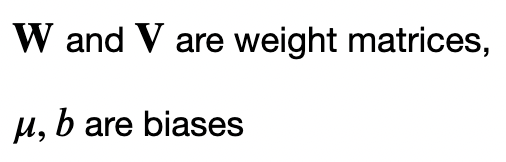 W and V are weight matrices,
μ, b are biases